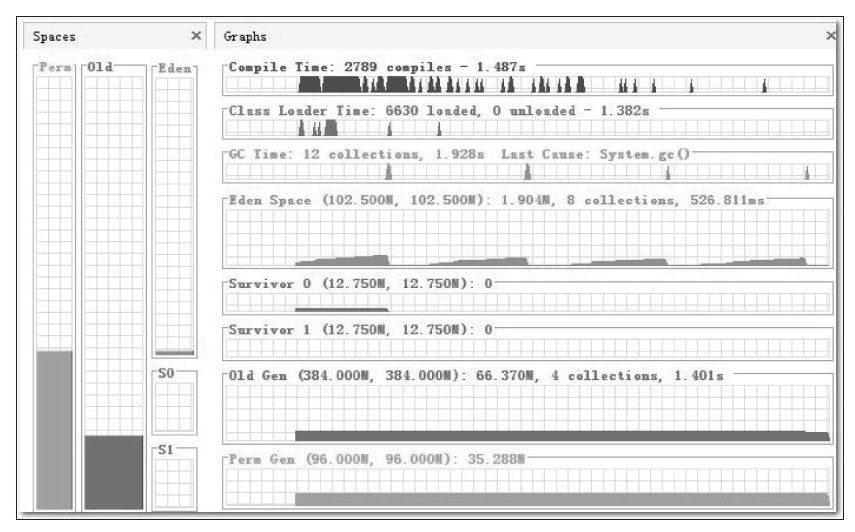 Spaces
Graphs
Perm
Old
Eden
S0
S1
Compile Time: 2789 compiles - 1.487s
Class Loader Time: 6630 loaded, 0 unloaded - 1.382s
GC Time: 12 collections, 1.928s Last Cause: System.gc()
Eden Space (102.500M, 102.500M): 1.904M, 8 collections, 526.811ms
Survivor 0 (12.750M, 12.750M): 0
Survivor 1 (12.750M, 12.750M): 0
Old Gen (384.000M, 384.000M): 66.370M, 4 collections, 1.401s
Perm Gen (96.000M, 96.000M): 35.288M